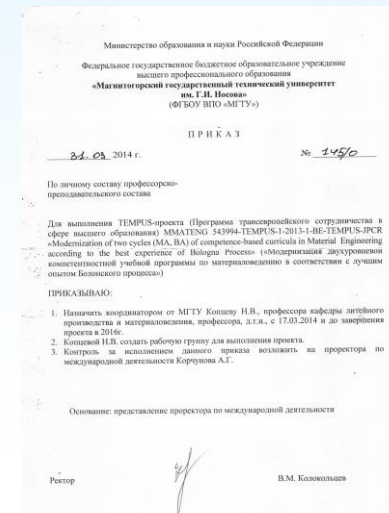 Министерство образования и науки Российской Федерации
Федеральное государственное бюджетное образовательное учреждение
высшего профессионального образования
«Магнитогорский государственный технический университет
им. Г.И. Носова»
(ФГБОУ ВПО «МГТУ»)
ПРИКАЗ
31.03 2014 г. № 145/0
По личному составу профессорско-
преподавательского состава
Для выполнения TEMPUS-проекта (Программа трансевропейского сотрудничества в
сфере высшего образования) MMATENG 543994-TEMPUS-1-2013-1-BE-TEMPUS-JPCR
«Modernization of two cycles (MA, BA) of competence-based curricula in Material Engineering
according to the best experience of Bologna Process» («Модернизация двухуровневой
компетентностной учебной программы по материаловедению в соответствии с лучшим
опытом Болонского процесса»)
ПРИКАЗЫВАЮ:
1. Назначить координатором от МГТУ Копцеву Н.В., профессора кафедры литейного
производства и материаловедения, профессора, д.т.н., с 17.03.2014 и до завершения
проекта в 2016г.
2. Копцевой Н.В. создать рабочую группу для выполнения проекта.
3. Контроль за исполнением данного приказа возложить на проректора по
международной деятельности Корчунова А.Г.
Основание: представление проректора по международной деятельности
Ректор В.М. Колокольцев